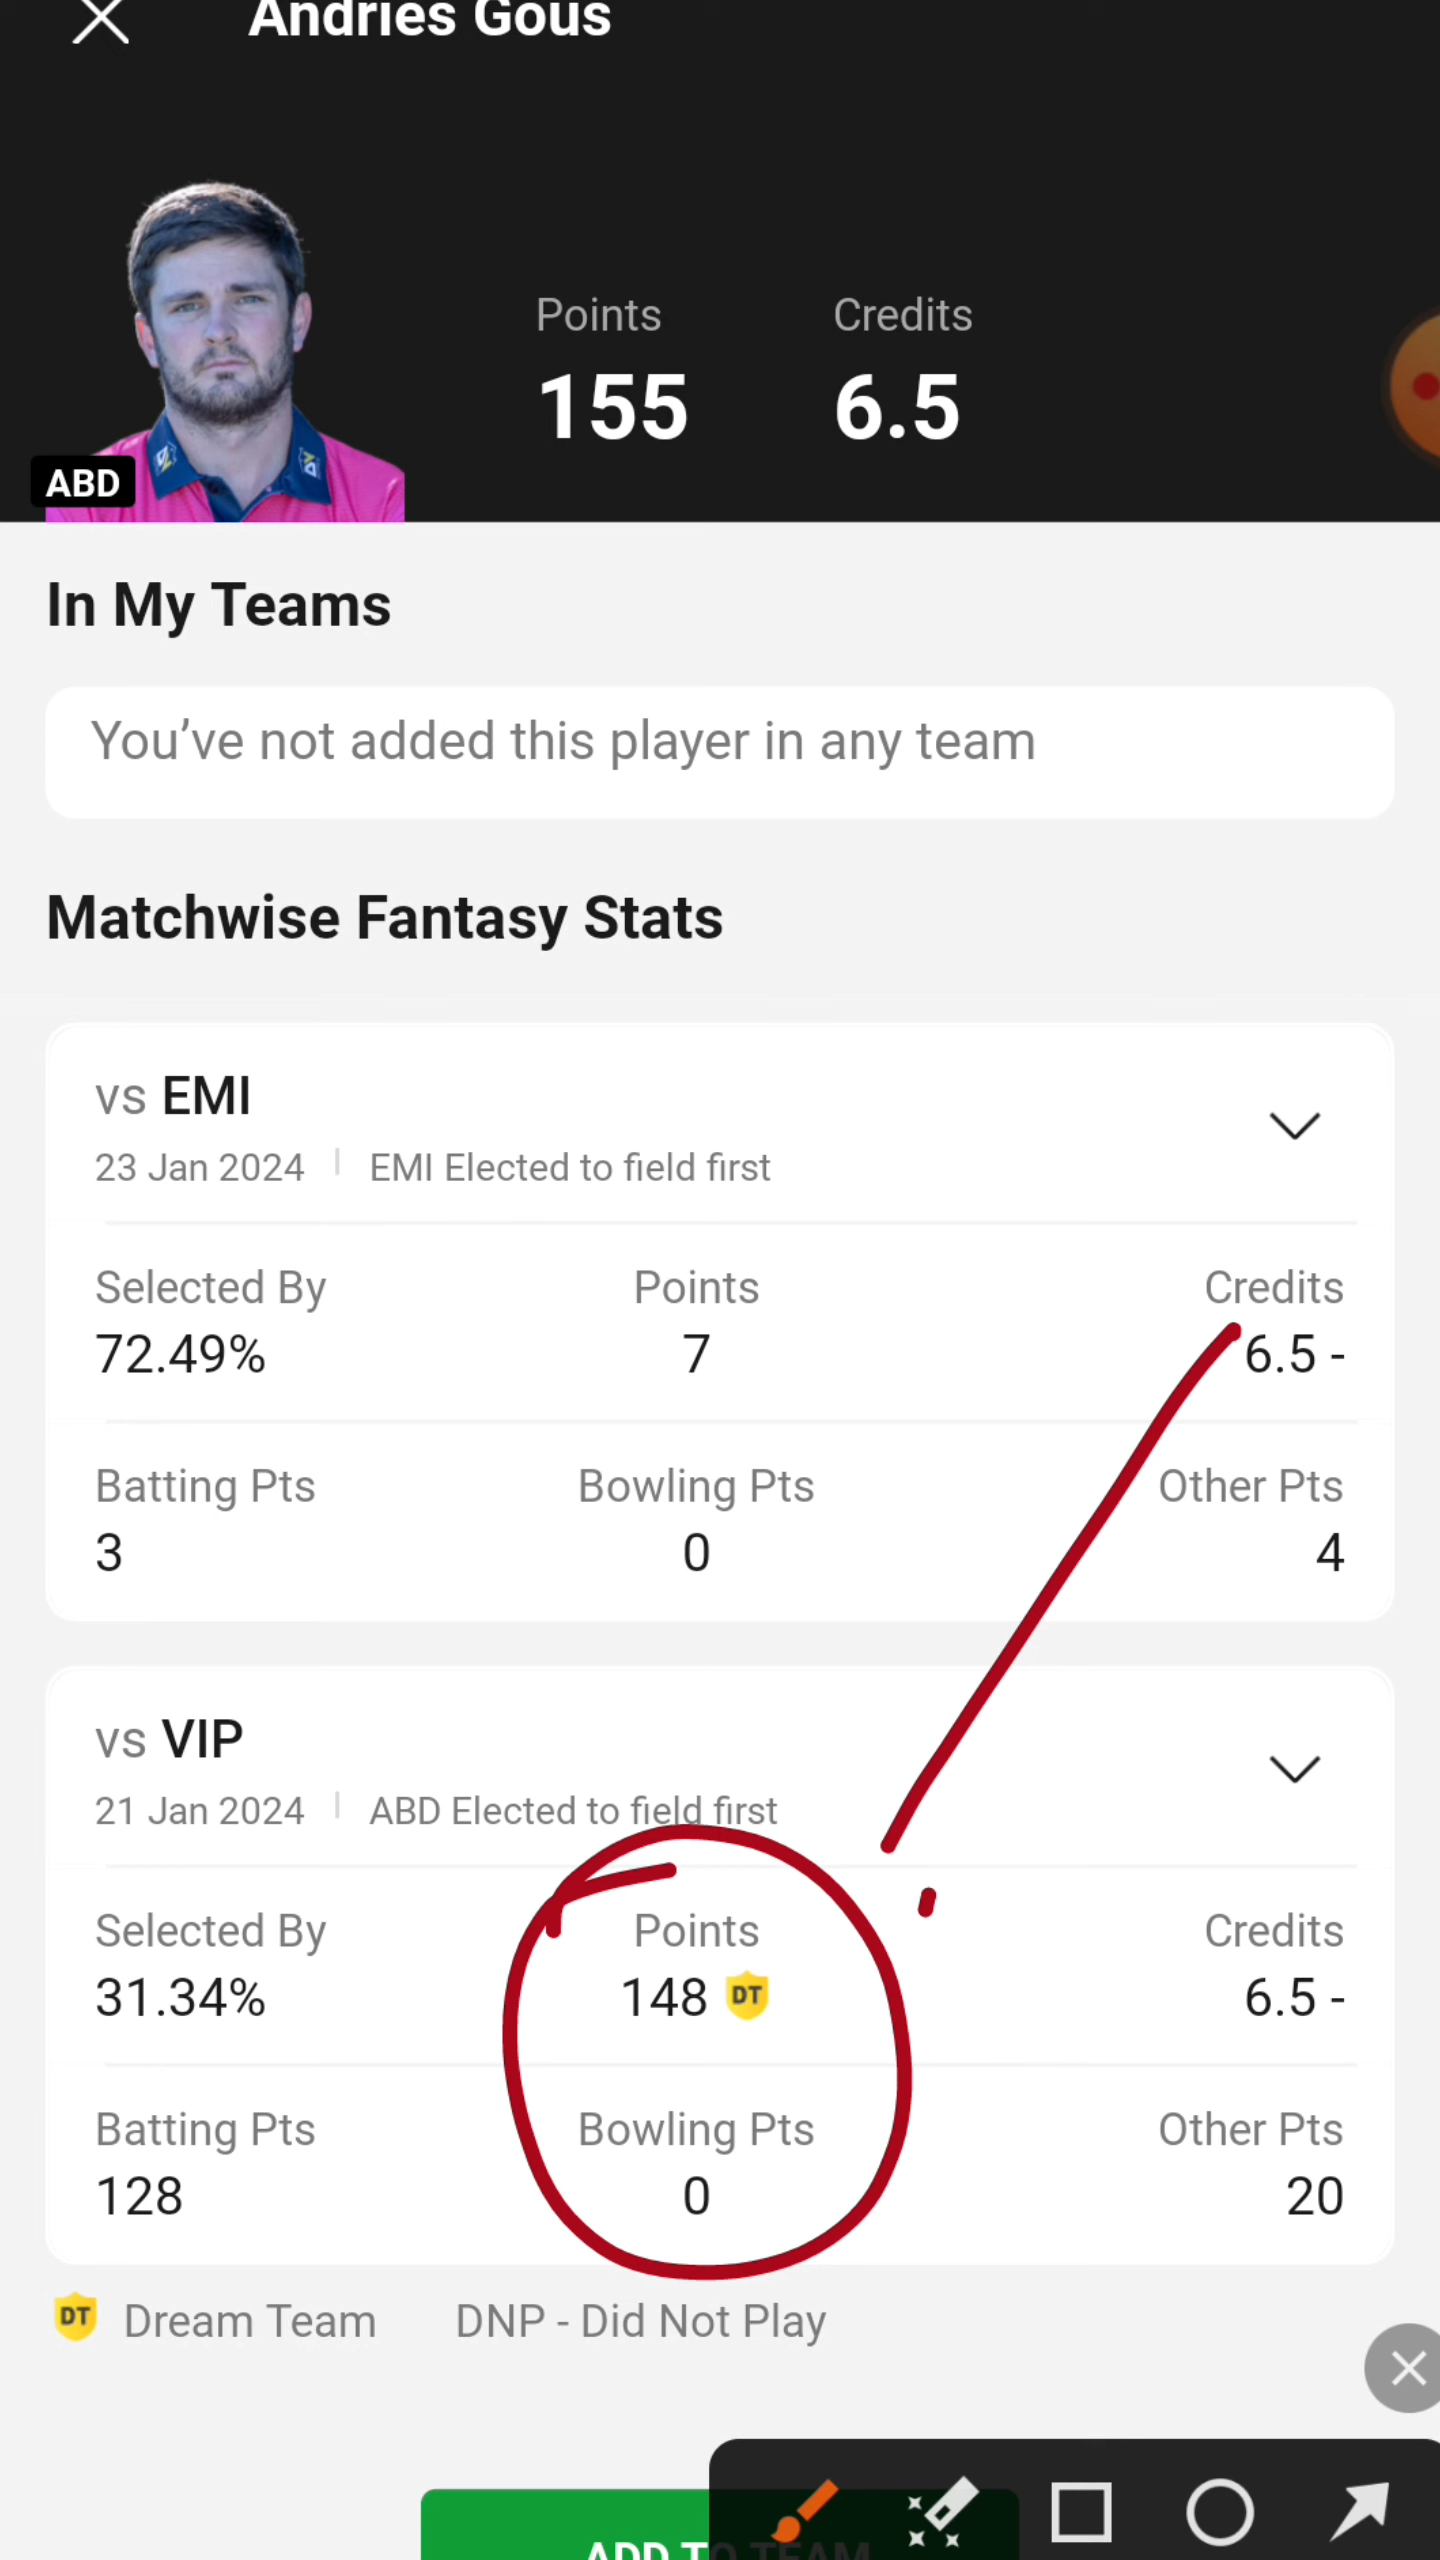 Andries Gous
Points Credits
155 6.5
ABD
In My Teams
You've not added this player in any team
Matchwise Fantasy Stats
vs EMI
23 Jan 2024 EMI Elected to field first
Selected By Points Credits
72.49% 7 6.5 -
Batting Pts Bowling Pts Other Pts
3 0 4
vs VIP
21 Jan 2024 ABD Elected to field first
Selected By Points Credits
31.34% 148 DT 6.5 -
Batting Pts Bowling Pts Other Pts
128 0 20
DT Dream Team DNP - Did Not Play
ADD TO TEAM